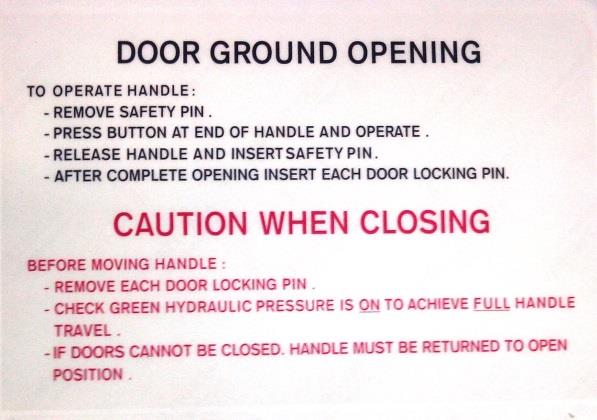 DOOR GROUND OPENING
TO OPERATE HANDLE:
- REMOVE SAFETY PIN .
- PRESS BUTTON AT END OF HANDLE AND OPERATE .
- RELEASE HANDLE AND INSERT SAFETY PIN .
- AFTER COMPLETE OPENING INSERT EACH DOOR LOCKING PIN.
CAUTION WHEN CLOSING
BEFORE MOVING HANDLE :
- REMOVE EACH DOOR LOCKING PIN .
- CHECK GREEN HYDRAULIC PRESSURE IS ON TO ACHIEVE FULL HANDLE
TRAVEL .
- IF DOORS CANNOT BE CLOSED. HANDLE MUST BE RETURNED TO OPEN
POSITION .